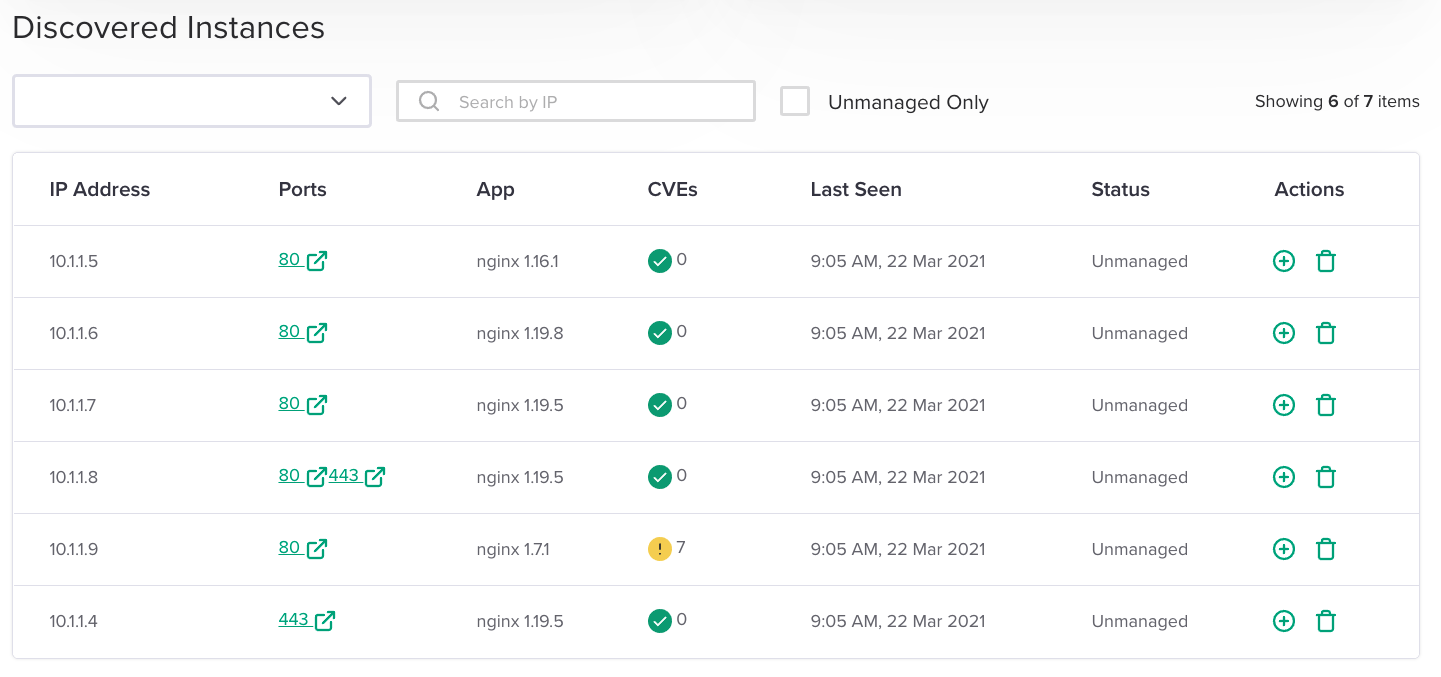 Discovered Instances
Search by IP Unmanaged Only Showing 6 of 7 items
IP Address Ports App CVEs Last Seen Status Actions
10.1.1.5 80 nginx 1.16.1 0 9:05 AM, 22 Mar 2021 Unmanaged
10.1.1.6 80 nginx 1.19.8 0 9:05 AM, 22 Mar 2021 Unmanaged
10.1.1.7 80 nginx 1.19.5 0 9:05 AM, 22 Mar 2021 Unmanaged
10.1.1.8 80 443 nginx 1.19.5 0 9:05 AM, 22 Mar 2021 Unmanaged
10.1.1.9 80 nginx 1.7.1 7 9:05 AM, 22 Mar 2021 Unmanaged
10.1.1.4 443 nginx 1.19.5 0 9:05 AM, 22 Mar 2021 Unmanaged